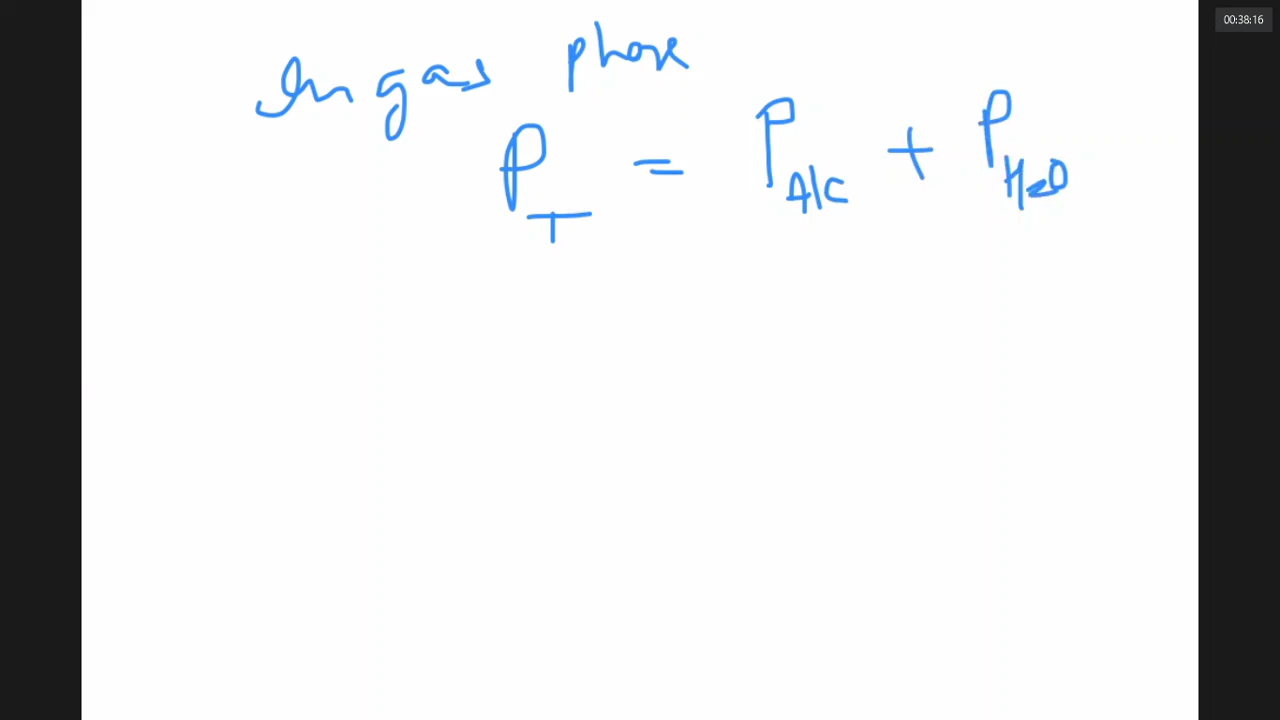 00:38:16
In gas phase
P_T = P_Alc + P_H2O